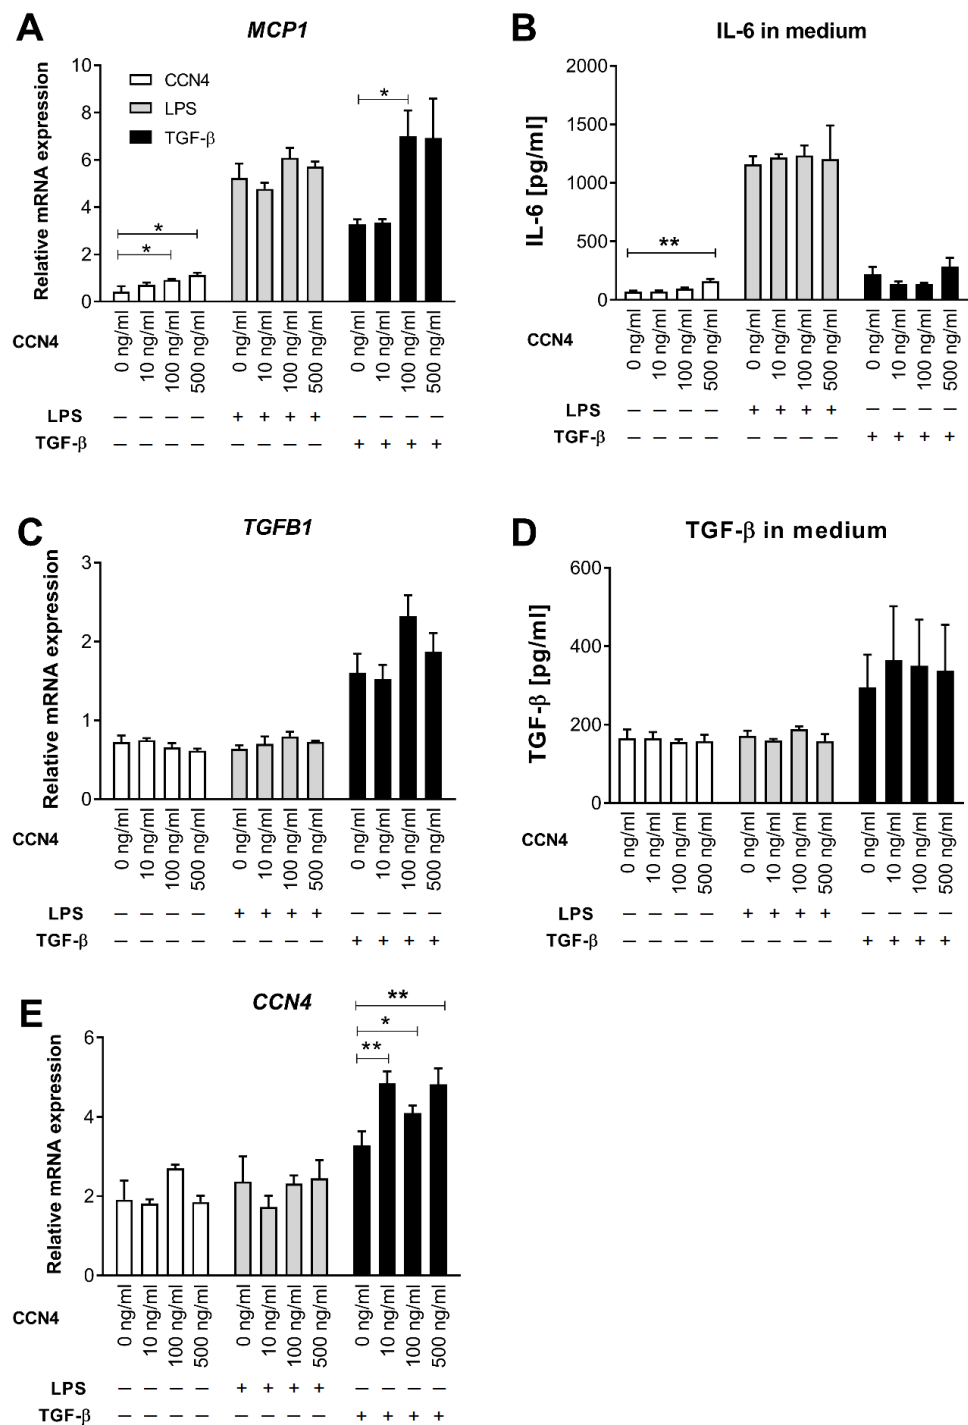 A
MCP1
Relative mRNA expression
10
8
6
4
2
0
CCN4
LPS
TGF-β
*
*
*
CCN4
0 ng/ml
10 ng/ml
100 ng/ml
500 ng/ml
0 ng/ml
10 ng/ml
100 ng/ml
500 ng/ml
0 ng/ml
10 ng/ml
100 ng/ml
500 ng/ml
LPS – – – – + + + + – – – –
TGF-β – – – – – – – – + + + +
B
IL-6 in medium
IL-6 [pg/ml]
2000
1500
1000
500
0
**
CCN4
0 ng/ml
10 ng/ml
100 ng/ml
500 ng/ml
0 ng/ml
10 ng/ml
100 ng/ml
500 ng/ml
0 ng/ml
10 ng/ml
100 ng/ml
500 ng/ml
LPS – – – – + + + + – – – –
TGF-β – – – – – – – – + + + +
C
TGFB1
Relative mRNA expression
3
2
1
0
CCN4
0 ng/ml
10 ng/ml
100 ng/ml
500 ng/ml
0 ng/ml
10 ng/ml
100 ng/ml
500 ng/ml
0 ng/ml
10 ng/ml
100 ng/ml
500 ng/ml
LPS – – – – + + + + – – – –
TGF-β – – – – – – – – + + + +
D
TGF-β in medium
TGF-β [pg/ml]
600
400
200
0
CCN4
0 ng/ml
10 ng/ml
100 ng/ml
500 ng/ml
0 ng/ml
10 ng/ml
100 ng/ml
500 ng/ml
0 ng/ml
10 ng/ml
100 ng/ml
500 ng/ml
LPS – – – – + + + + – – – –
TGF-β – – – – – – – – + + + +
E
CCN4
Relative mRNA expression
6
4
2
0
**
*
**
CCN4
0 ng/ml
10 ng/ml
100 ng/ml
500 ng/ml
0 ng/ml
10 ng/ml
100 ng/ml
500 ng/ml
0 ng/ml
10 ng/ml
100 ng/ml
500 ng/ml
LPS – – – – + + + + – – – –
TGF-β – – – – – – – – + + + +